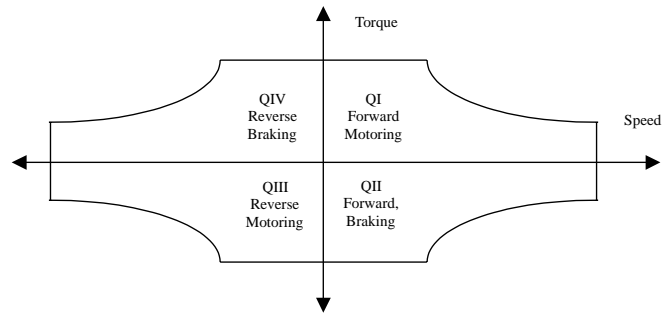 Torque
QIV
Reverse
Braking
QI
Forward
Motoring
Speed
QIII
Reverse
Motoring
QII
Forward,
Braking